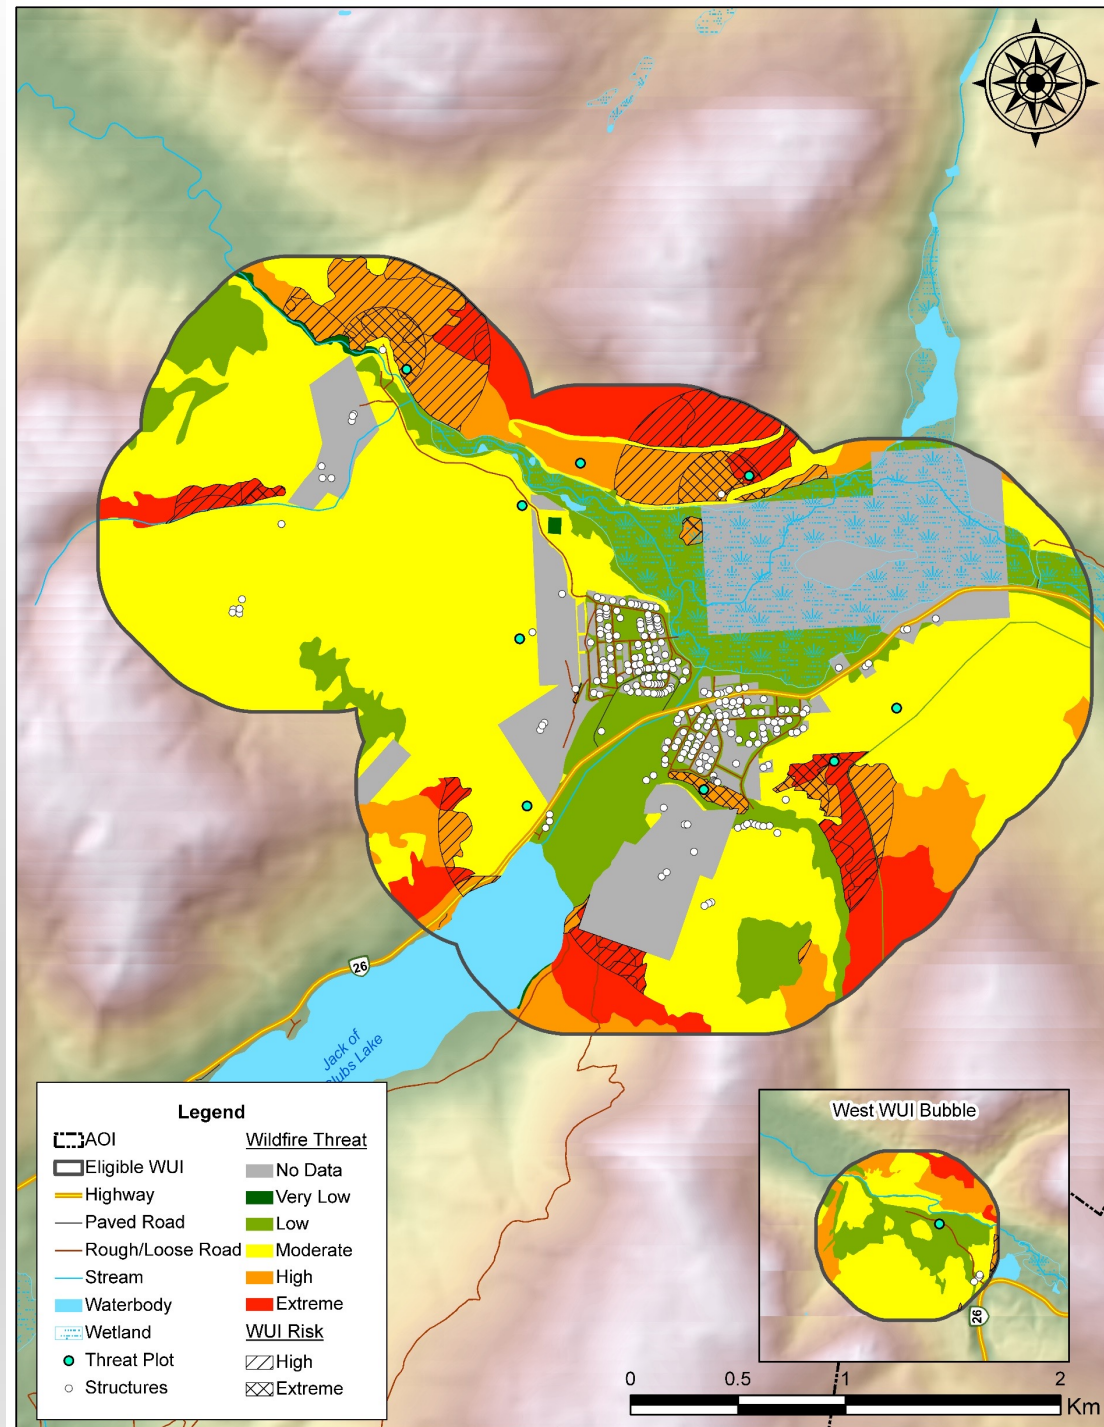 26
Jack of
Clubs Lake
Legend
AOI
Eligible WUI
Highway
Paved Road
Rough/Loose Road
Stream
Waterbody
Wetland
Threat Plot
Structures
Wildfire Threat
No Data
Very Low
Low
Moderate
High
Extreme
WUI Risk
High
Extreme
West WUI Bubble
26
0 0.5 1 2
Km